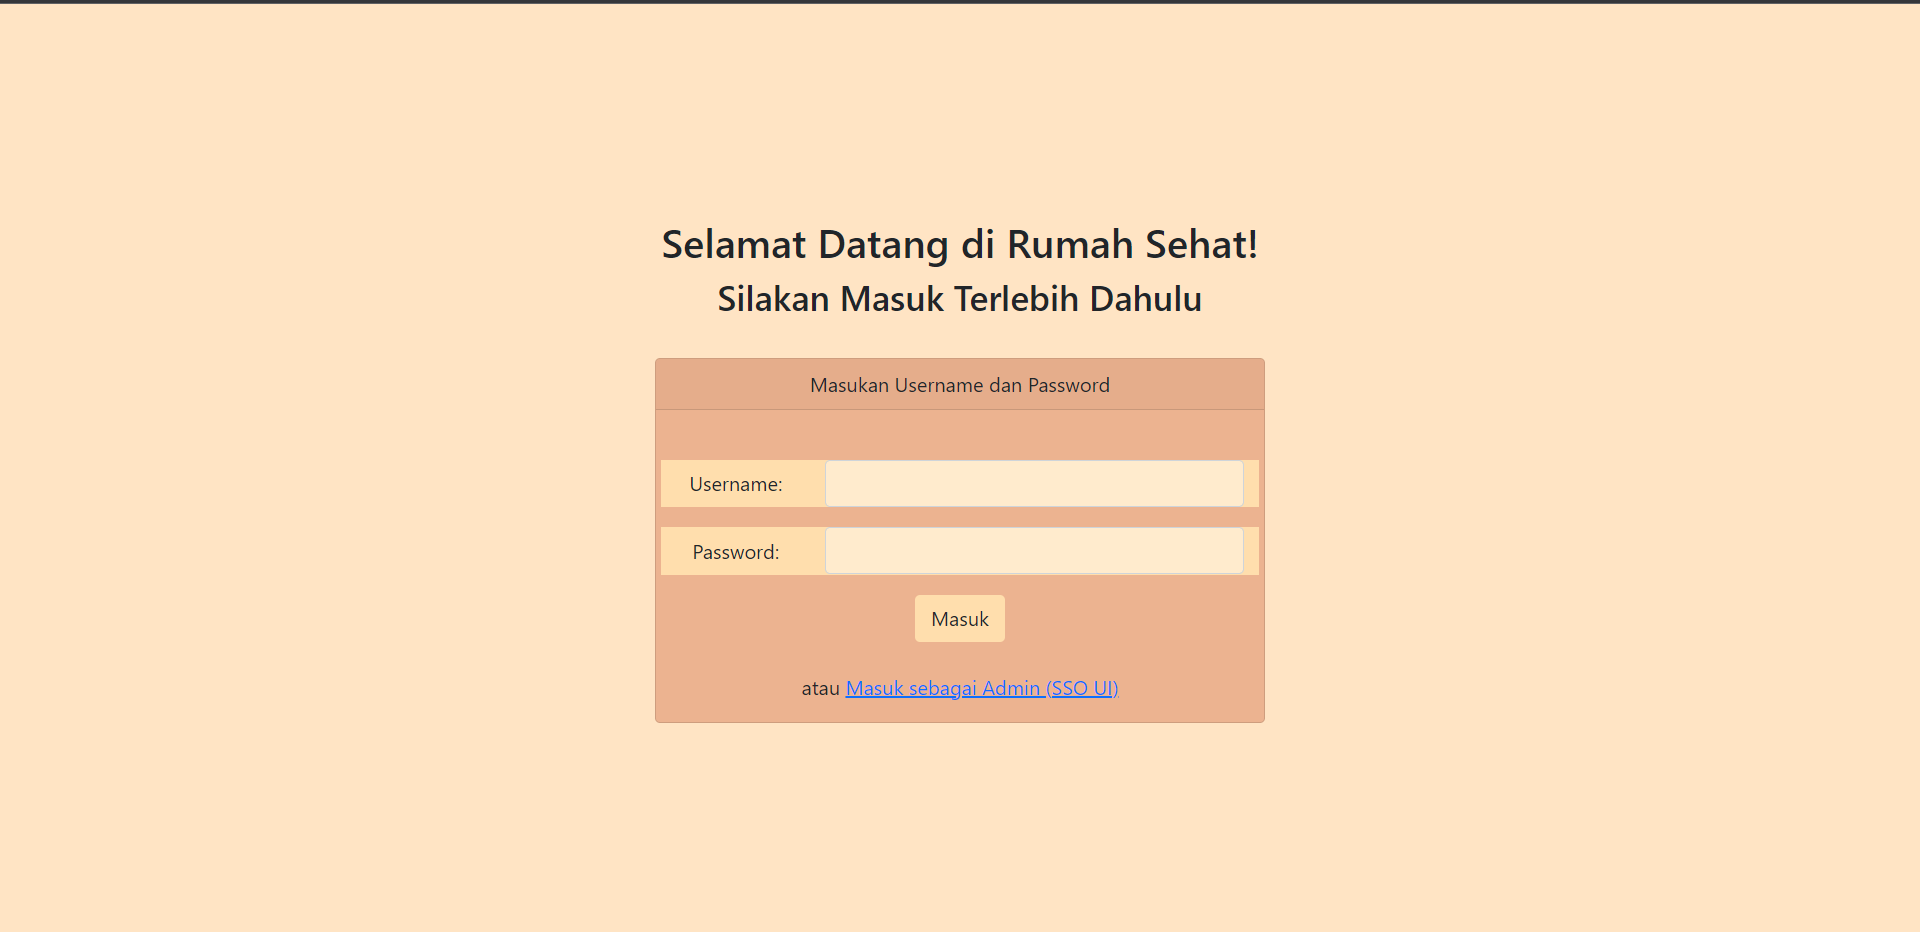 Selamat Datang di Rumah Sehat!
Silakan Masuk Terlebih Dahulu
Masukan Username dan Password
Username:
Password:
Masuk
atau Masuk sebagai Admin (SSO UI)